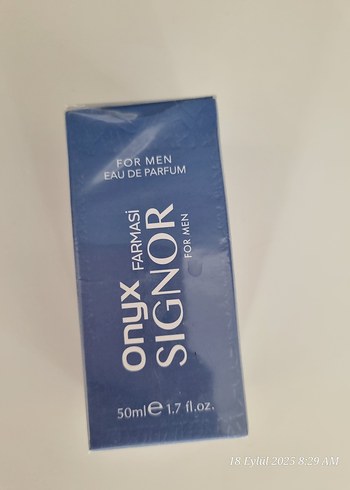 FOR MEN
EAU DE PARFUM
onyx FARMASİ
SIGNOR FOR MEN
50ml℮ 1.7 fl.oz.
18 Eylul 2025 8:29 AM